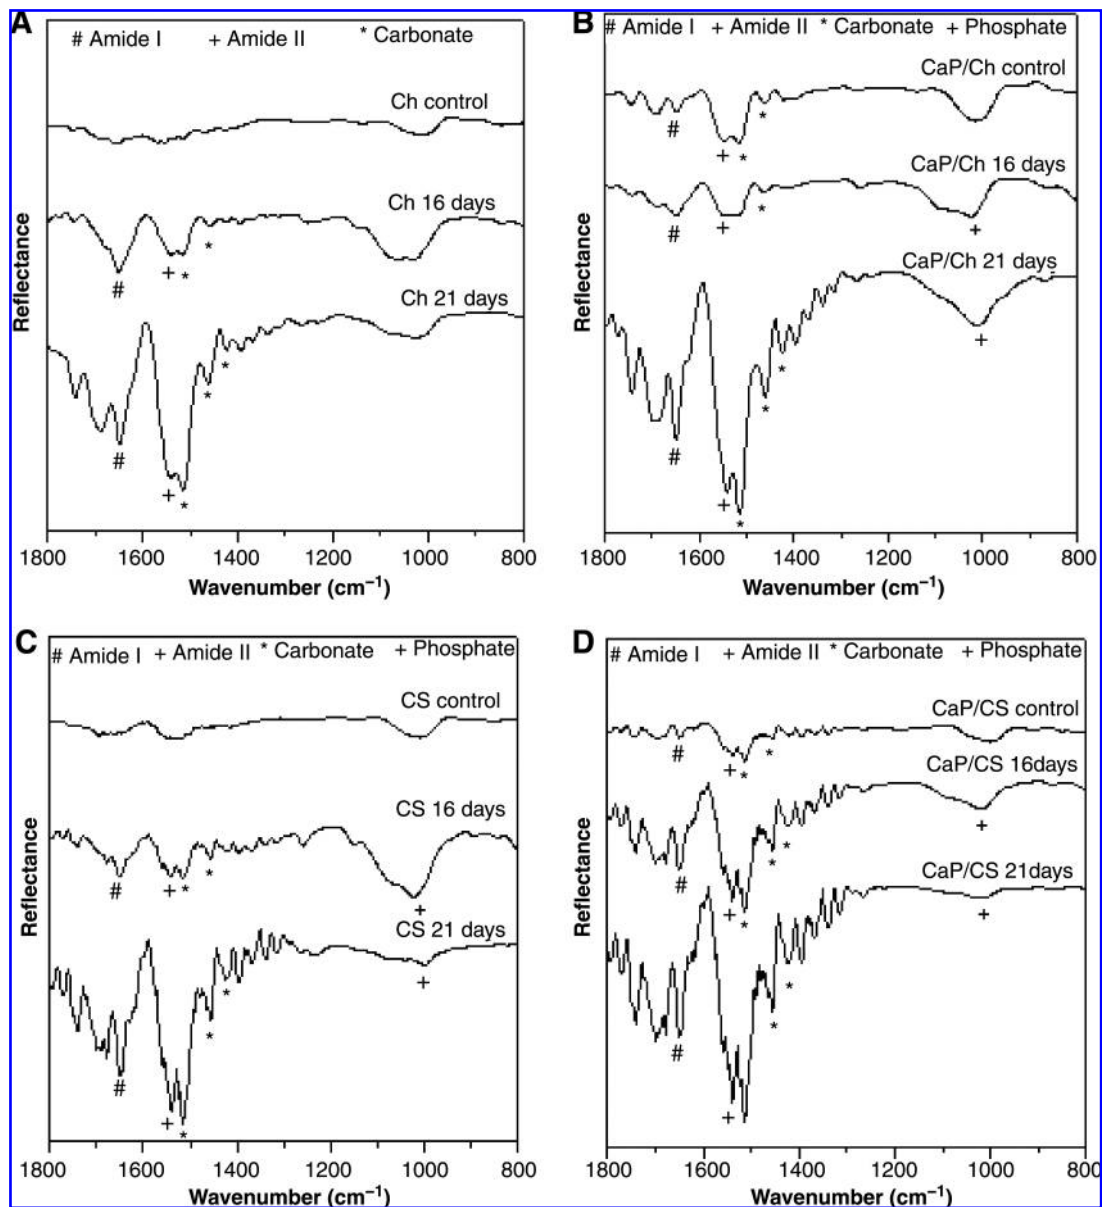 A
# Amide I + Amide II * Carbonate
Ch control
Ch 16 days
*
+ *
#
Ch 21 days
*
*
#
+
*
Reflectance
1800 1600 1400 1200 1000 800
Wavenumber (cm⁻¹)
B
# Amide I + Amide II * Carbonate + Phosphate
CaP/Ch control
*
#
+ *
CaP/Ch 16 days
*
# + +
CaP/Ch 21 days
+
*
*
#
+
*
Reflectance
1800 1600 1400 1200 1000 800
Wavenumber (cm⁻¹)
C
# Amide I + Amide II * Carbonate + Phosphate
CS control
CS 16 days
*
# + *
+
CS 21 days
+
*
*
#
+
*
Reflectance
1800 1600 1400 1200 1000 800
Wavenumber (cm⁻¹)
D
# Amide I + Amide II * Carbonate + Phosphate
CaP/CS control
# *
+ *
CaP/CS 16days
+
*
*
#
CaP/CS 21days
+ +
*
*
*
#
+
Reflectance
1800 1600 1400 1200 1000 800
Wavenumber (cm⁻¹)